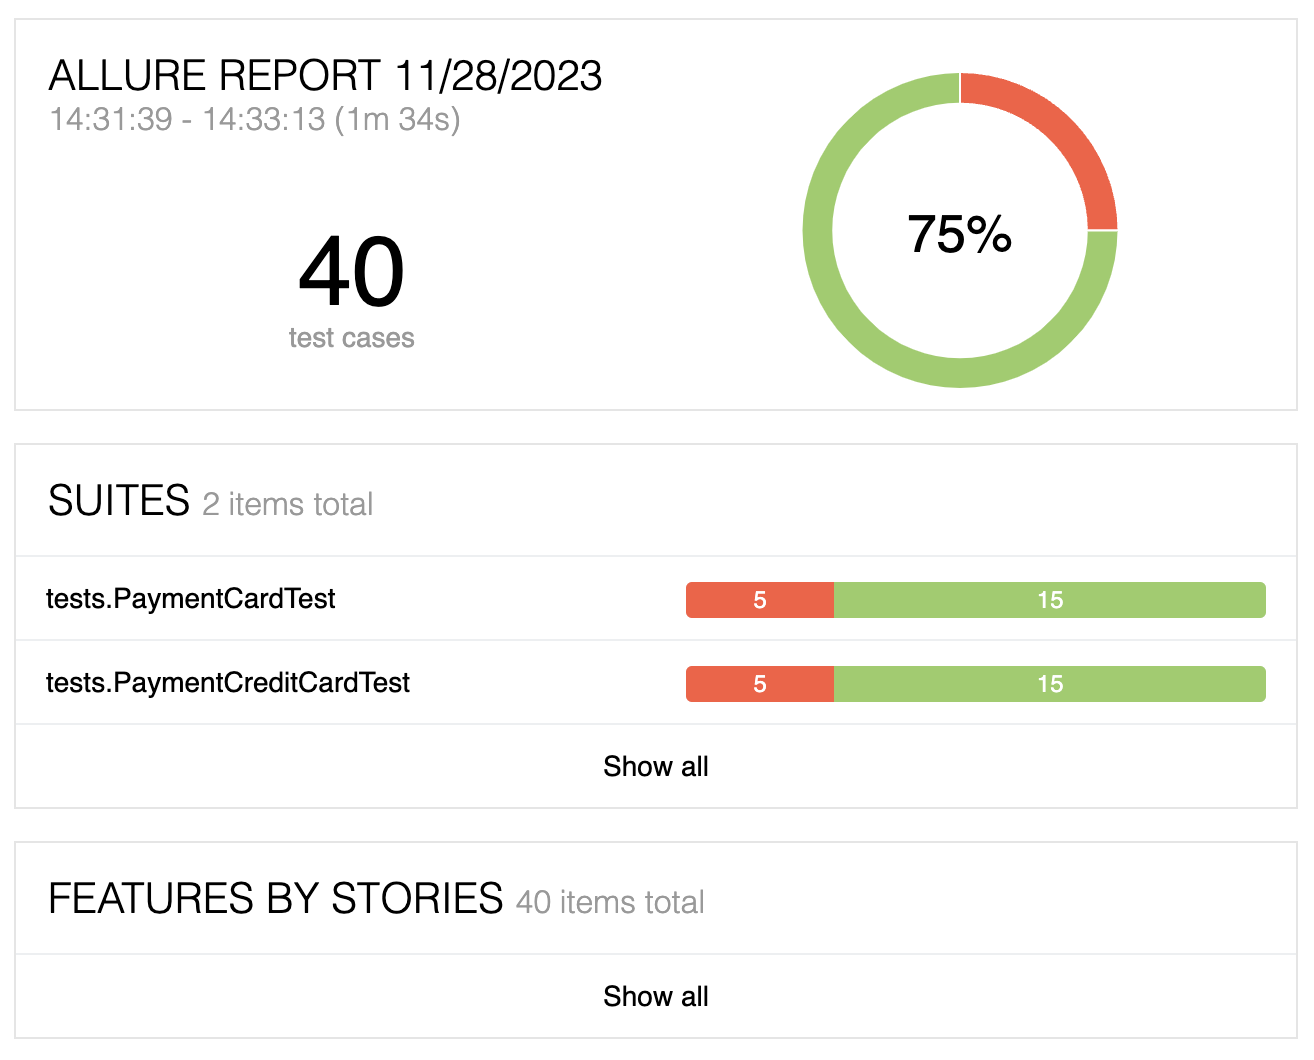 ALLURE REPORT 11/28/2023
14:31:39 - 14:33:13 (1m 34s)
40
test cases
75%
SUITES 2 items total
tests.PaymentCardTest 5 15
tests.PaymentCreditCardTest 5 15
Show all
FEATURES BY STORIES 40 items total
Show all